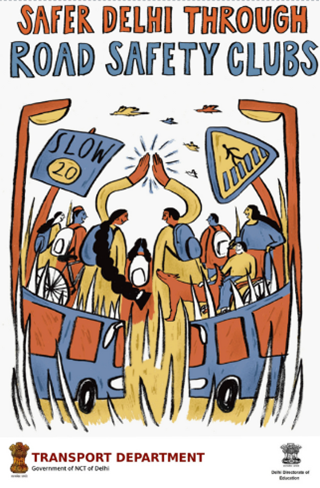 SAFER DELHI THROUGH
ROAD SAFETY CLUBS
SLOW
20
TRANSPORT DEPARTMENT
Government of NCT of Delhi
Delhi Directorate of
Education